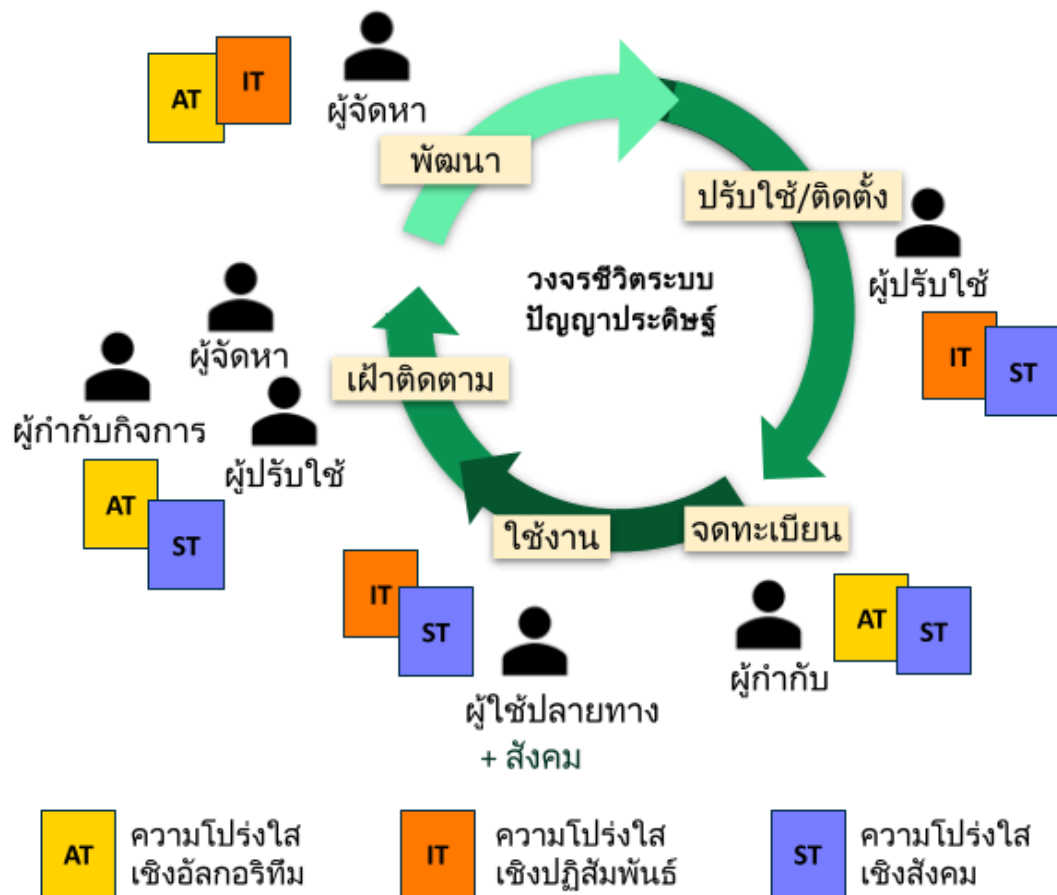 AT
IT
ผู้จัดหา
พัฒนา
ปรับใช้/ติดตั้ง
ผู้ปรับใช้
IT
ST
วงจรชีวิตระบบ
ปัญญาประดิษฐ์
ผู้จัดหา
เฝ้าติดตาม
ผู้กำกับกิจการ
ผู้ปรับใช้
AT
ST
ใช้งาน
จดทะเบียน
IT
ST
ผู้ใช้ปลายทาง
+ สังคม
ผู้กำกับ
AT
ST
AT
ความโปร่งใส
เชิงอัลกอริทึม
IT
ความโปร่งใส
เชิงปฏิสัมพันธ์
ST
ความโปร่งใส
เชิงสังคม